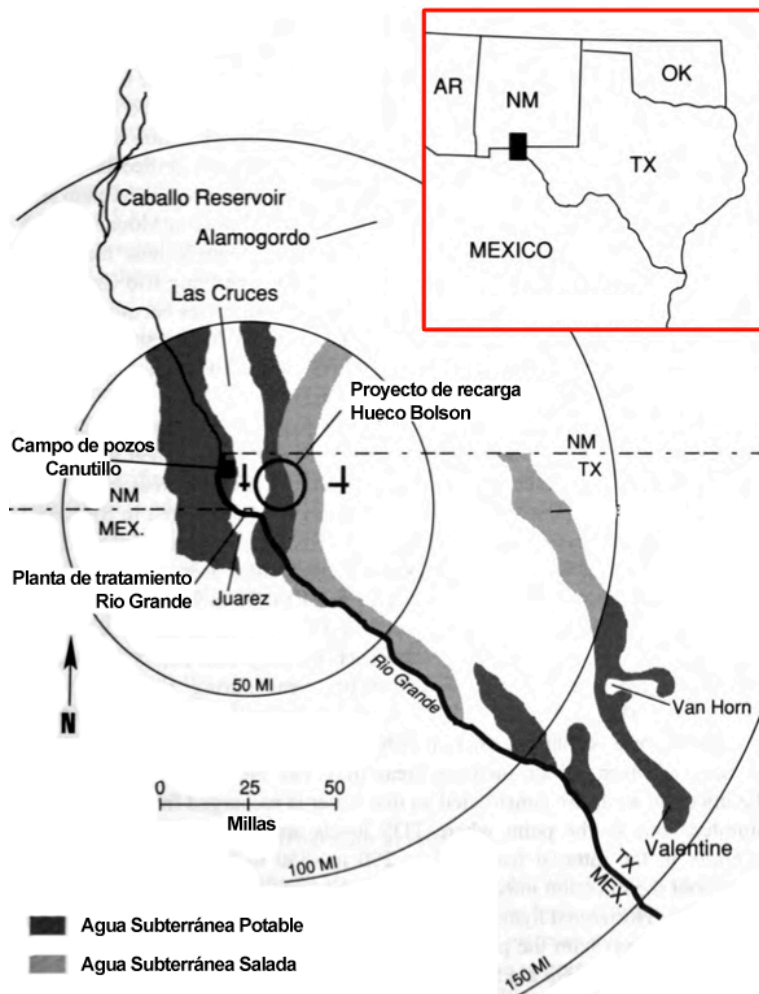 AR
NM
OK
TX
MEXICO
Caballo Reservoir
Alamogordo
Las Cruces
Proyecto de recarga
Hueco Bolson
Campo de pozos
Canutillo
NM
TX
NM
MEX.
Planta de tratamiento
Rio Grande
Juarez
Rio Grande
50 MI
N
Van Horn
0 25 50
Millas
Valentine
100 MI
TX
MEX.
150 MI
Agua Subterránéa Potable
Agua Subterránéa Salada